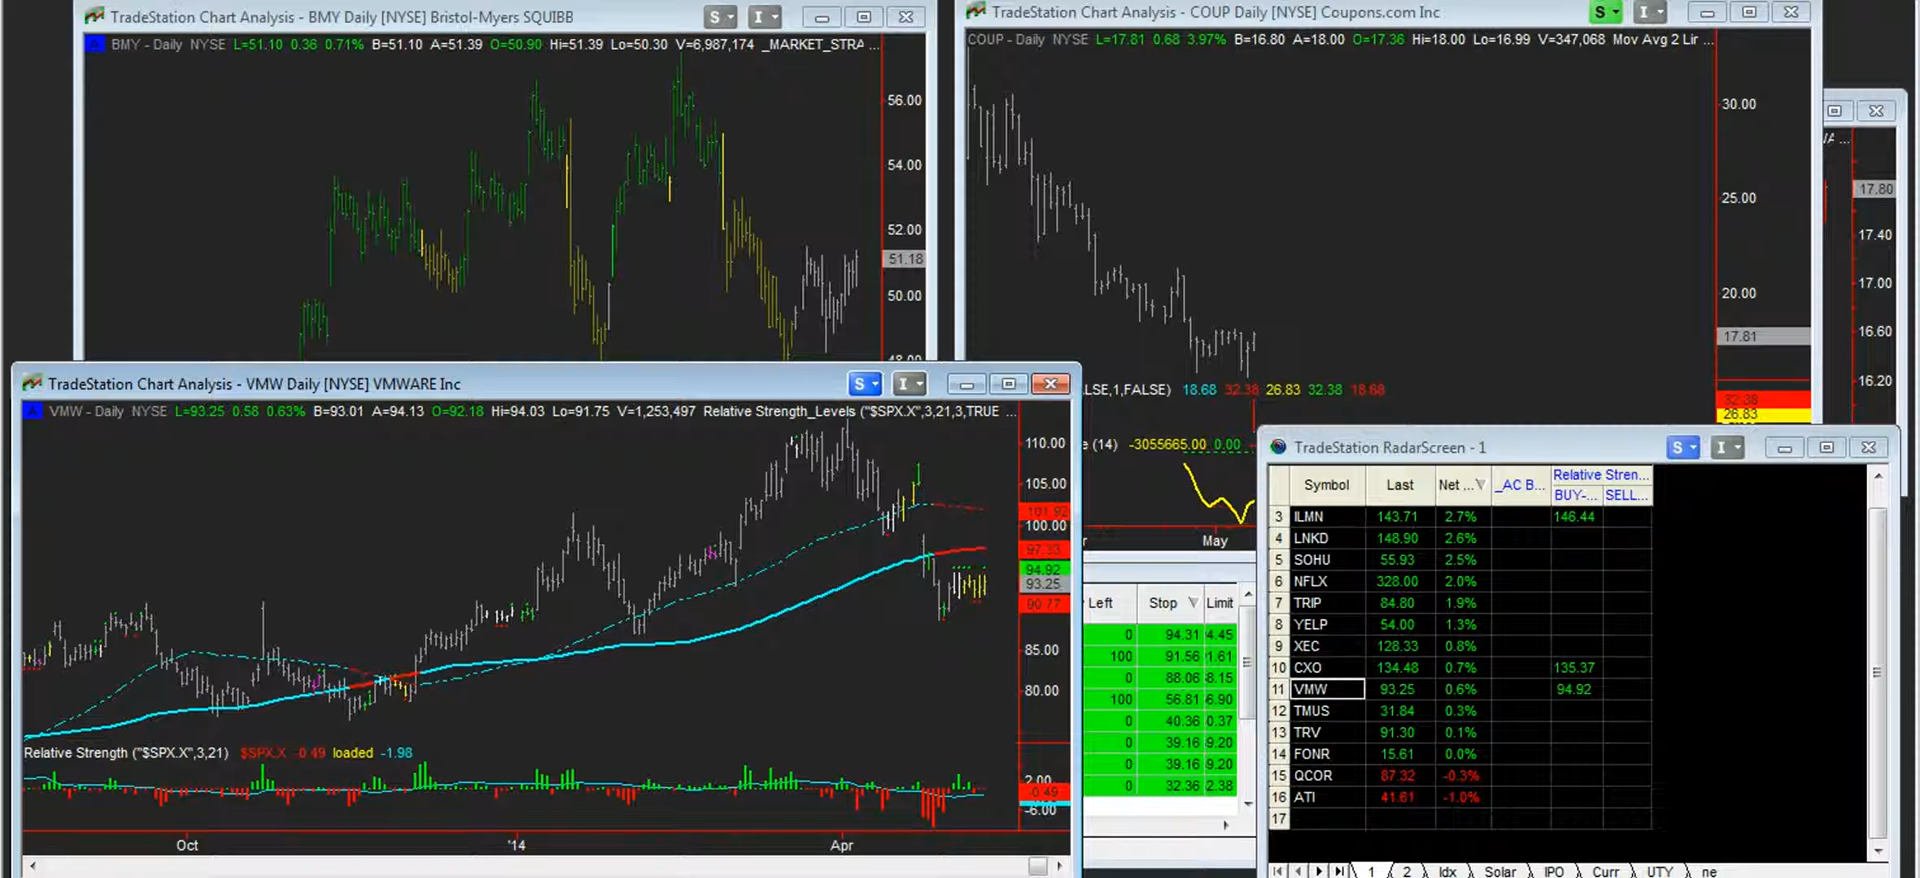 TradeStation Chart Analysis - BMY Daily [NYSE] Bristol-Myers SQUIBB
S
I
BMY - Daily NYSE L=51.10 0.36 0.71% B=51.10 A=51.39 O=50.90 Hi=51.39 Lo=50.30 V=6,987,174 _MARKET_STRA ...
56.00
54.00
52.00
51.18
50.00
48.00
TradeStation Chart Analysis - COUP Daily [NYSE] Coupons.com Inc
S
I
COUP - Daily NYSE L=17.81 0.68 3.97% B=16.80 A=18.00 O=17.36 Hi=18.00 Lo=16.99 V=347,068 Mov Avg 2 Lir ...
30.00
25.00
20.00
17.81
32.38
26.83
ALSE,1,FALSE) 18.68 32.38 26.83 32.38 18.68
e (14) -3055665.00 0.00
May
17.80
17.40
17.00
16.60
16.20
TradeStation Chart Analysis - VMW Daily [NYSE] VMWARE Inc
S
I
VMW - Daily NYSE L=93.25 0.58 0.63% B=93.01 A=94.13 O=92.18 Hi=94.03 Lo=91.75 V=1,253,497 Relative Strength_Levels ("$SPX.X",3,21,3,TRUE ...
110.00
105.00
101.92
100.00
97.33
94.92
93.25
90.77
85.00
80.00
Relative Strength ("$SPX.X",3,21) $SPX.X -0.49 loaded -1.98
2.00
-0.49
-6.00
Oct '14 Apr
Left Stop Limit
0 94.31 4.45
100 91.56 1.61
0 88.06 8.15
100 56.81 6.90
0 40.36 0.37
0 39.16 9.20
0 39.16 9.20
0 32.36 2.38
TradeStation RadarScreen - 1
S
I
Symbol Last Net ... _AC B... Relative Stren...
BUY-... SELL...
3 ILMN 143.71 2.7% 146.44
4 LNKD 148.90 2.6%
5 SOHU 55.93 2.5%
6 NFLX 328.00 2.0%
7 TRIP 84.80 1.9%
8 YELP 54.00 1.3%
9 XEC 128.33 0.8%
10 CXO 134.48 0.7% 135.37
11 VMW 93.25 0.6% 94.92
12 TMUS 31.84 0.3%
13 TRV 91.30 0.1%
14 FONR 15.61 0.0%
15 QCOR 87.32 -0.3%
16 ATI 41.61 -1.0%
17
1 2 Idx Solar IPO Curr UTY ne